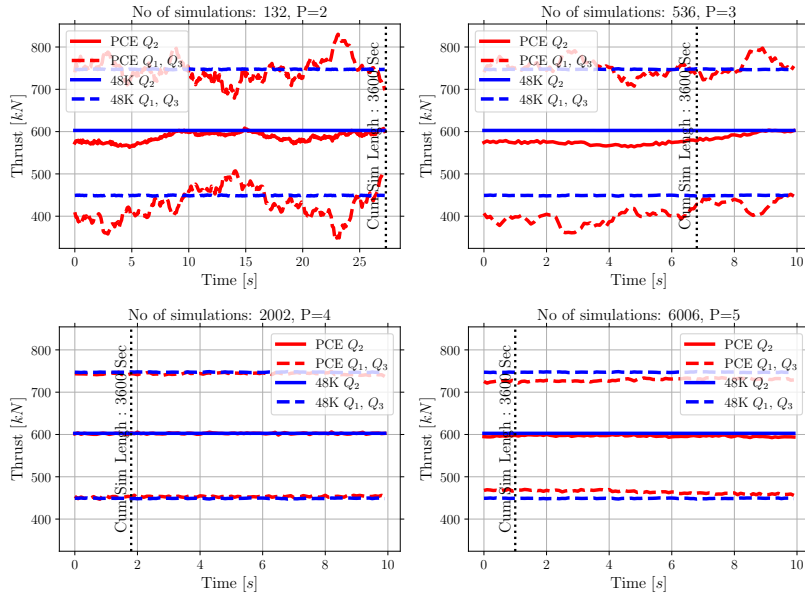 No of simulations: 132, P=2
Thrust [kN]
800
700
600
500
400
PCE Q₂
PCE Q₁, Q₃
48K Q₂
48K Q₁, Q₃
Cum Sim Length : 3600 Sec
0 5 10 15 20 25
Time [s]
No of simulations: 536, P=3
Thrust [kN]
800
700
600
500
400
PCE Q₂
PCE Q₁, Q₃
48K Q₂
48K Q₁, Q₃
Cum Sim Length : 3600 Sec
0 2 4 6 8 10
Time [s]
No of simulations: 2002, P=4
Thrust [kN]
800
700
600
500
400
Cum Sim Length : 3600 Sec
PCE Q₂
PCE Q₁, Q₃
48K Q₂
48K Q₁, Q₃
0 2 4 6 8 10
Time [s]
No of simulations: 6006, P=5
Thrust [kN]
800
700
600
500
400
Cum Sim Length : 3600 Sec
PCE Q₂
PCE Q₁, Q₃
48K Q₂
48K Q₁, Q₃
0 2 4 6 8 10
Time [s]